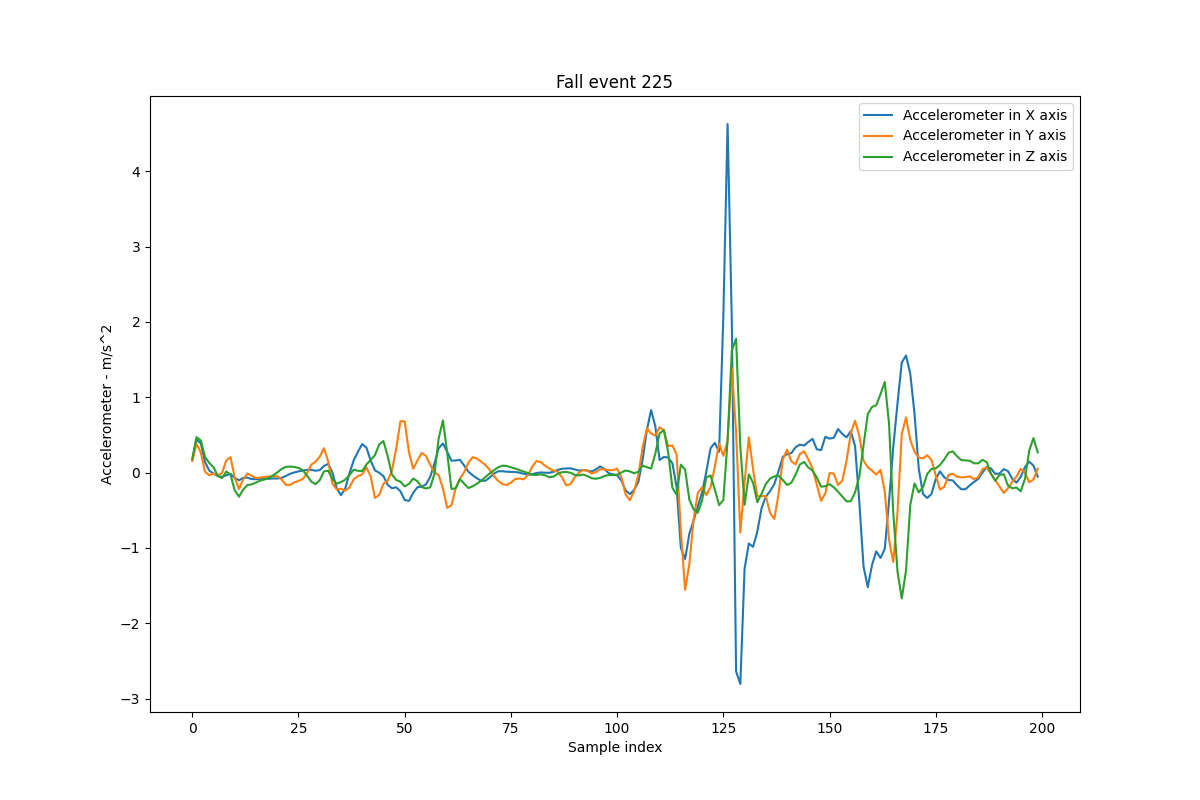 Fall event 225
Accelerometer in X axis
Accelerometer in Y axis
Accelerometer in Z axis
Accelerometer - m/s^2
4
3
2
1
0
−1
−2
−3
0 25 50 75 100 125 150 175 200
Sample index